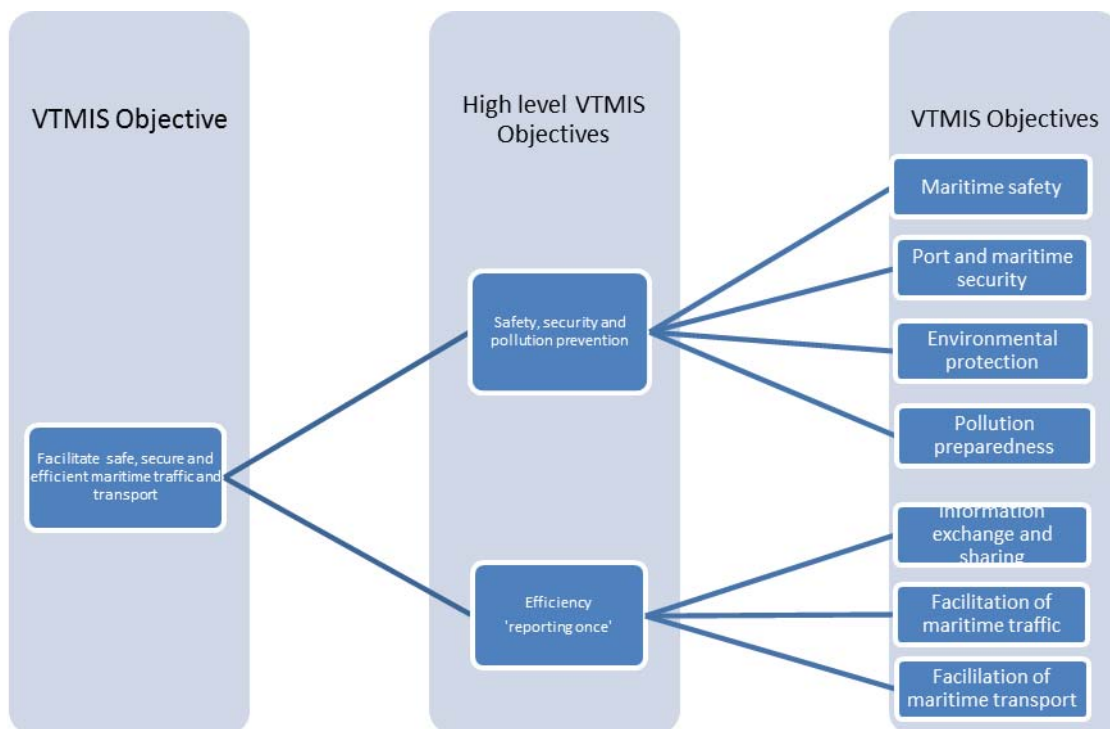 VTMIS Objective
Facilitate safe, secure and
efficient maritime traffic and
transport
High level VTMIS
Objectives
Safety, security and
pollution prevention
Efficiency
'reporting once'
VTMIS Objectives
Maritime safety
Port and maritime
security
Environmental
protection
Pollution
preparedness
Information
exchange and
sharing
Facilitation of
maritime traffic
Facililation of
maritime transport